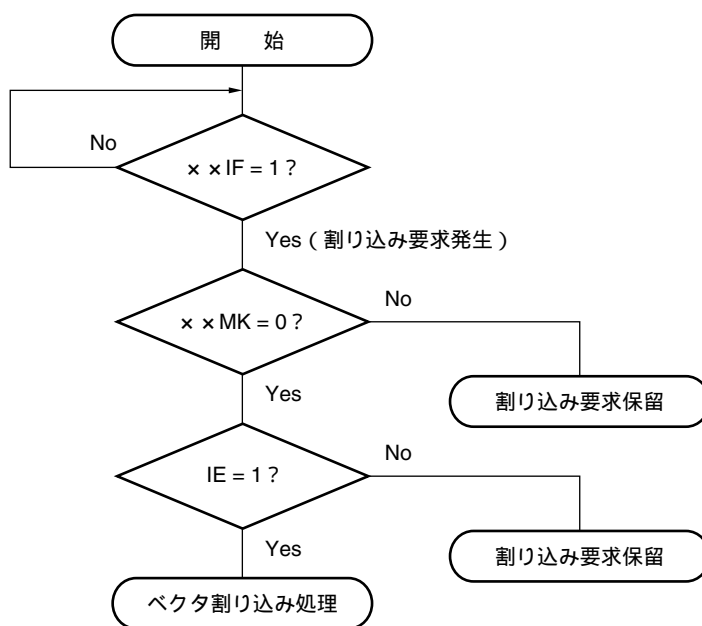 開　　始
No
××IF = 1？
Yes（割り込み要求発生）
××MK = 0？
No
Yes
割り込み要求保留
IE = 1？
No
Yes
割り込み要求保留
ベクタ割り込み処理